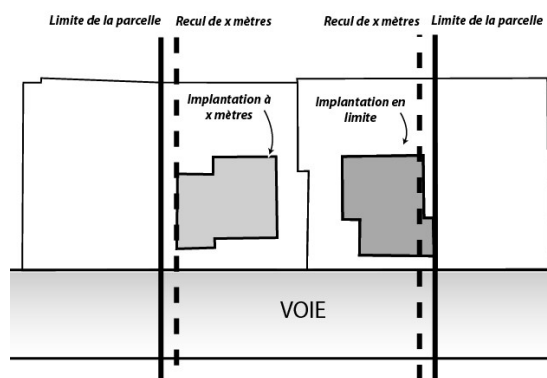 Limite de la parcelle Recul de x mètres Recul de x mètres Limite de la parcelle
Implantation à
x mètres
Implantation en
limite
VOIE